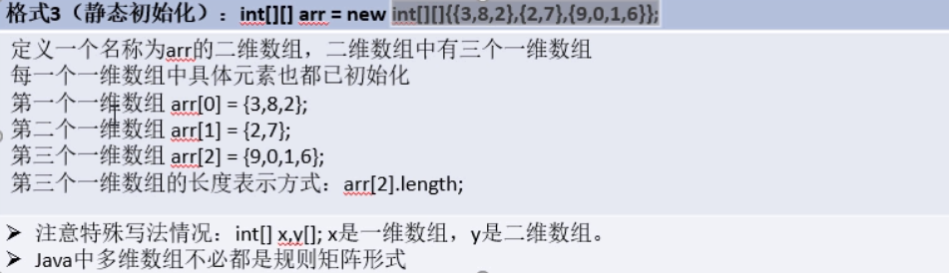 格式3（静态初始化）：int[][] arr = new int[][]{{3,8,2},{2,7},{9,0,1,6}};
定义一个名称为arr的二维数组，二维数组中有三个一维数组
每一个一维数组中具体元素也都已初始化
第一个一维数组 arr[0] = {3,8,2};
第二个一维数组 arr[1] = {2,7};
第三个一维数组 arr[2] = {9,0,1,6};
第三个一维数组的长度表示方式：arr[2].length;
➢ 注意特殊写法情况：int[] x,y[]; x是一维数组，y是二维数组。
➢ Java中多维数组不必都是规则矩阵形式